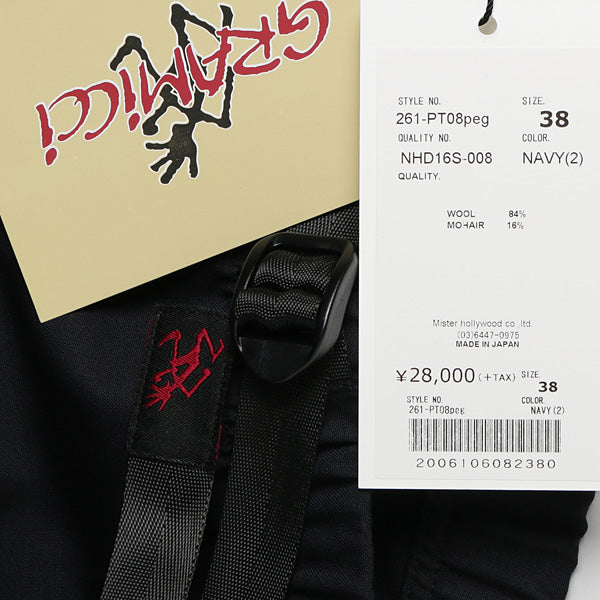 GRAMiCCi
STYLE NO. SIZE.
261-PT08peg 38
QUALITY NO. COLOR.
NHD16S-008 NAVY(2)
QUALITY.
WOOL 84%
MOHAIR 16%
Mister hollywood co.,ltd.
(03)6447-0975
MADE IN JAPAN
¥28,000(+TAX) SIZE. 38
STYLE NO. COLOR.
261-PT08peg NAVY(2)
2006106082380